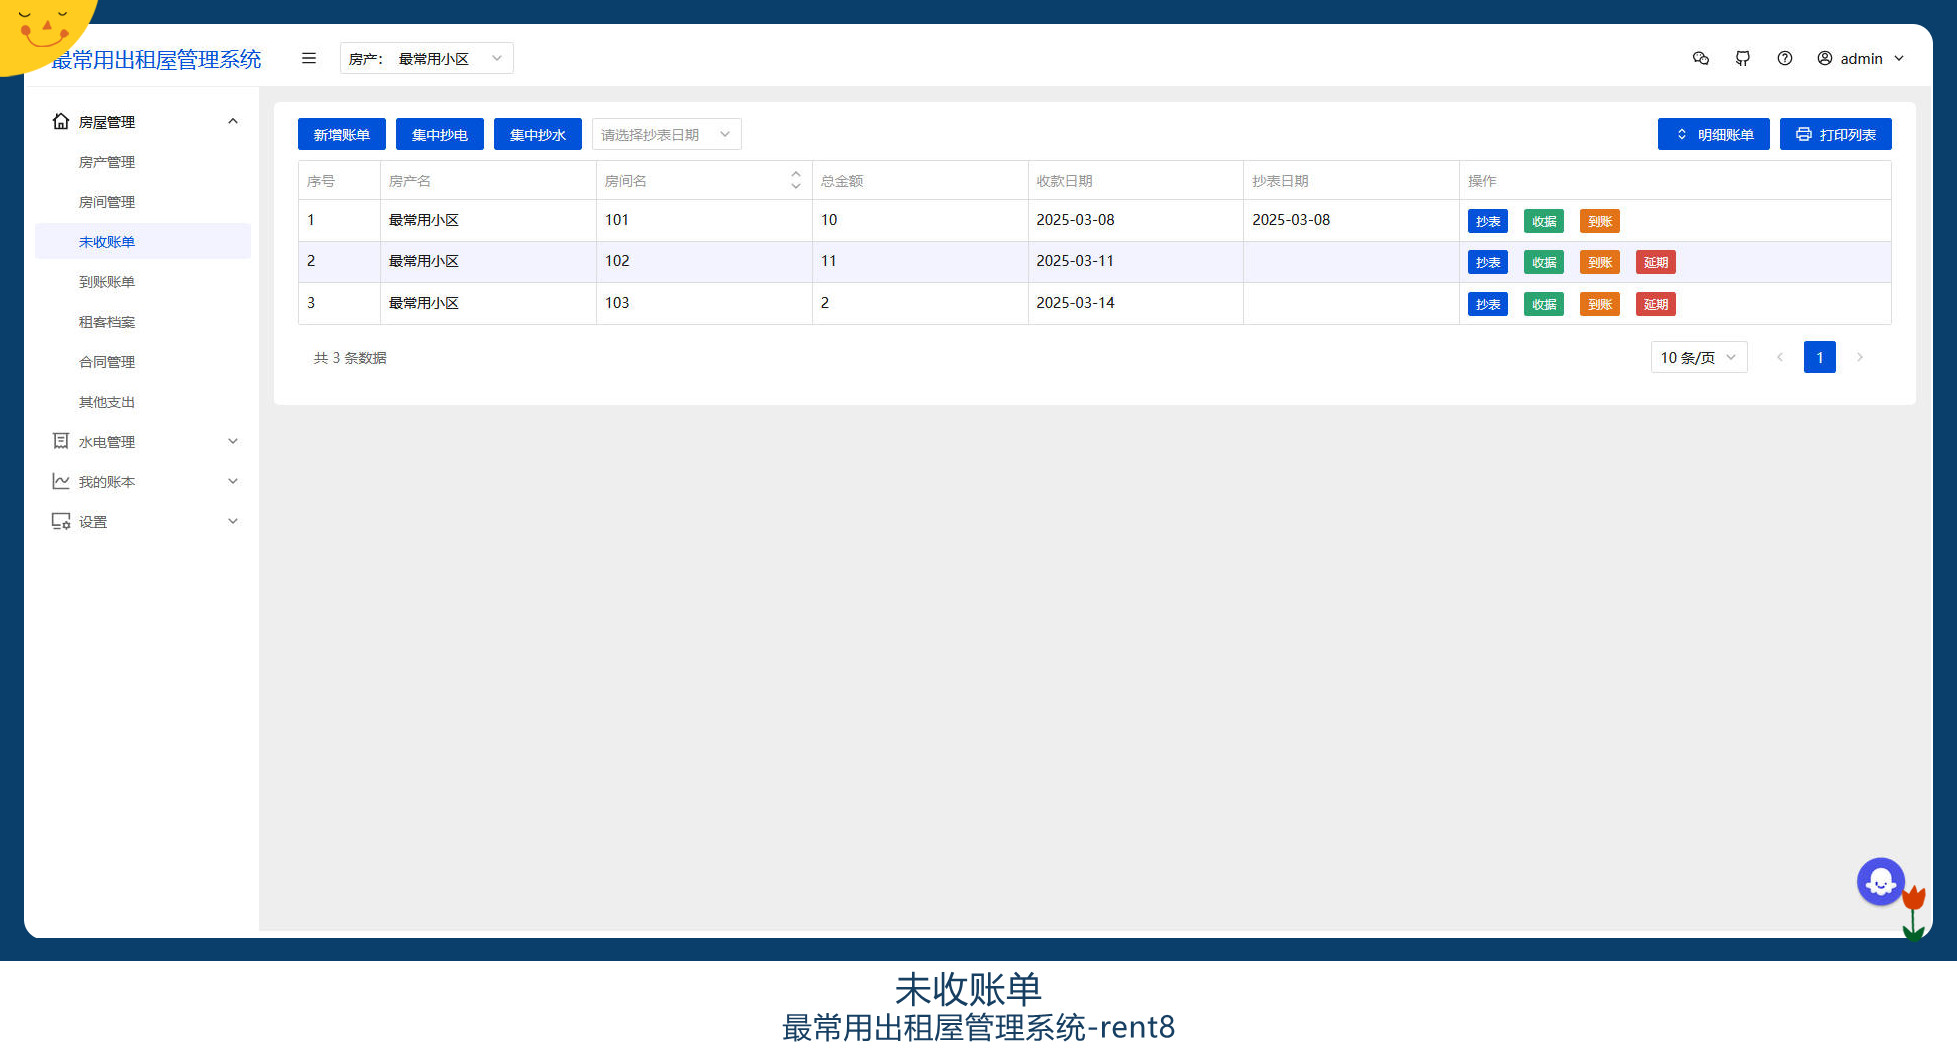 最常用出租屋管理系统
房产： 最常用小区
admin
房屋管理
房产管理
房间管理
未收账单
到账账单
租客档案
合同管理
其他支出
水电管理
我的账本
设置
新增账单 集中抄电 集中抄水 请选择抄表日期 明细账单 打印列表
序号 房产名 房间名 总金额 收款日期 抄表日期 操作
1 最常用小区 101 10 2025-03-08 2025-03-08 抄表 收据 到账
2 最常用小区 102 11 2025-03-11 抄表 收据 到账 延期
3 最常用小区 103 2 2025-03-14 抄表 收据 到账 延期
共 3 条数据 10 条/页 1
未收账单
最常用出租屋管理系统-rent8